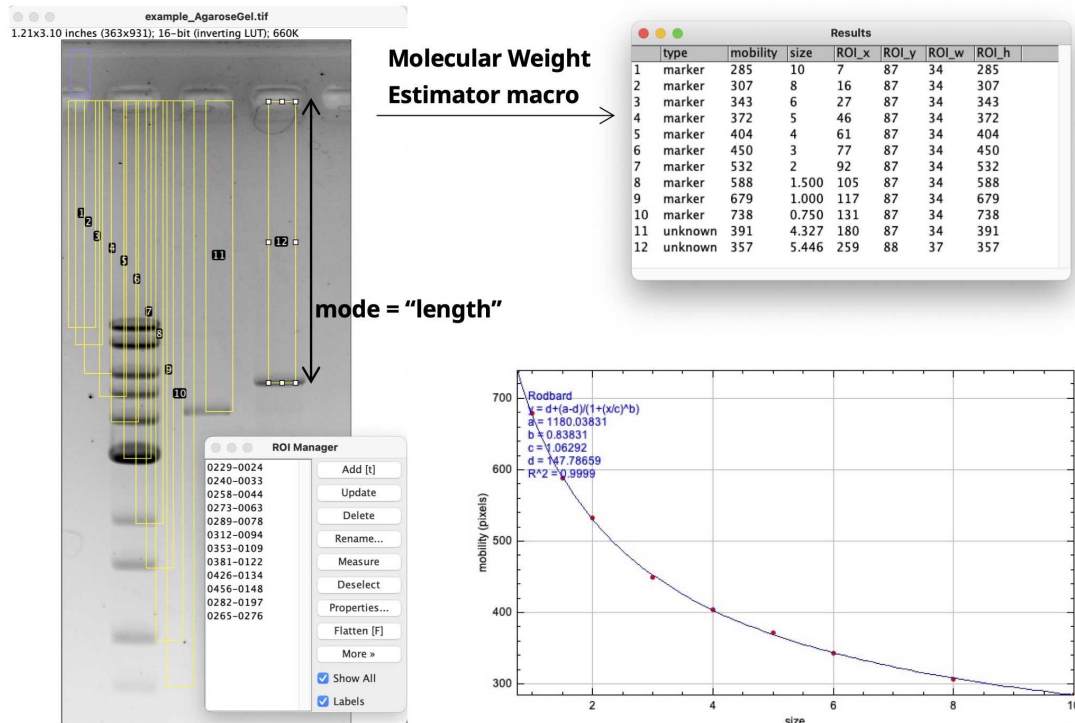 example_AgaroseGel.tif
1.21x3.10 inches (363x931); 16-bit (inverting LUT); 660K
1
2
3
4
5
6
7
8
9
10
11
12
mode = “length”
Molecular Weight
Estimator macro
Results
type mobility size ROI_x ROI_y ROI_w ROI_h
1 marker 285 10 7 87 34 285
2 marker 307 8 16 87 34 307
3 marker 343 6 27 87 34 343
4 marker 372 5 46 87 34 372
5 marker 404 4 61 87 34 404
6 marker 450 3 77 87 34 450
7 marker 532 2 92 87 34 532
8 marker 588 1.500 105 87 34 588
9 marker 679 1.000 117 87 34 679
10 marker 738 0.750 131 87 34 738
11 unknown 391 4.327 180 87 34 391
12 unknown 357 5.446 259 88 37 357
ROI Manager
0229-0024
0240-0033
0258-0044
0273-0063
0289-0078
0312-0094
0353-0109
0381-0122
0426-0134
0456-0148
0282-0197
0265-0276
Add [t]
Update
Delete
Rename...
Measure
Deselect
Properties...
Flatten [F]
More »
Show All
Labels
Rodbard
y = d+(a-d)/(1+(x/c)^b)
a = 1180.03831
b = 0.83831
c = 1.06292
d = 147.78659
R^2 = 0.9999
mobility (pixels)
700
600
500
400
300
2 4 6 8 10
size